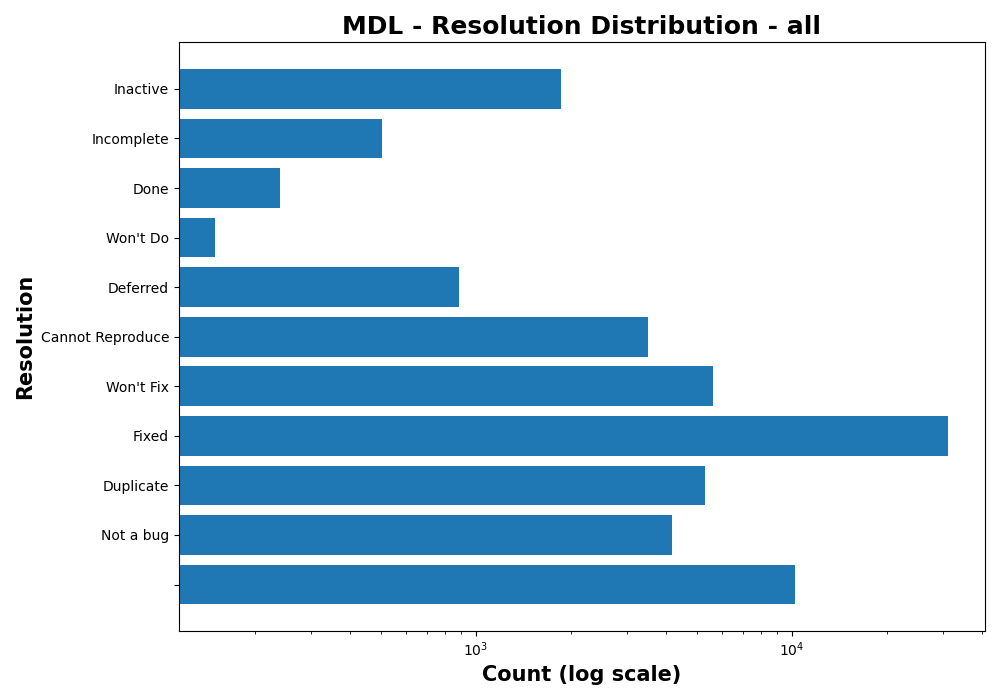 MDL - Resolution Distribution - all
Resolution
Inactive
Incomplete
Done
Won't Do
Deferred
Cannot Reproduce
Won't Fix
Fixed
Duplicate
Not a bug
10³ 10⁴
Count (log scale)